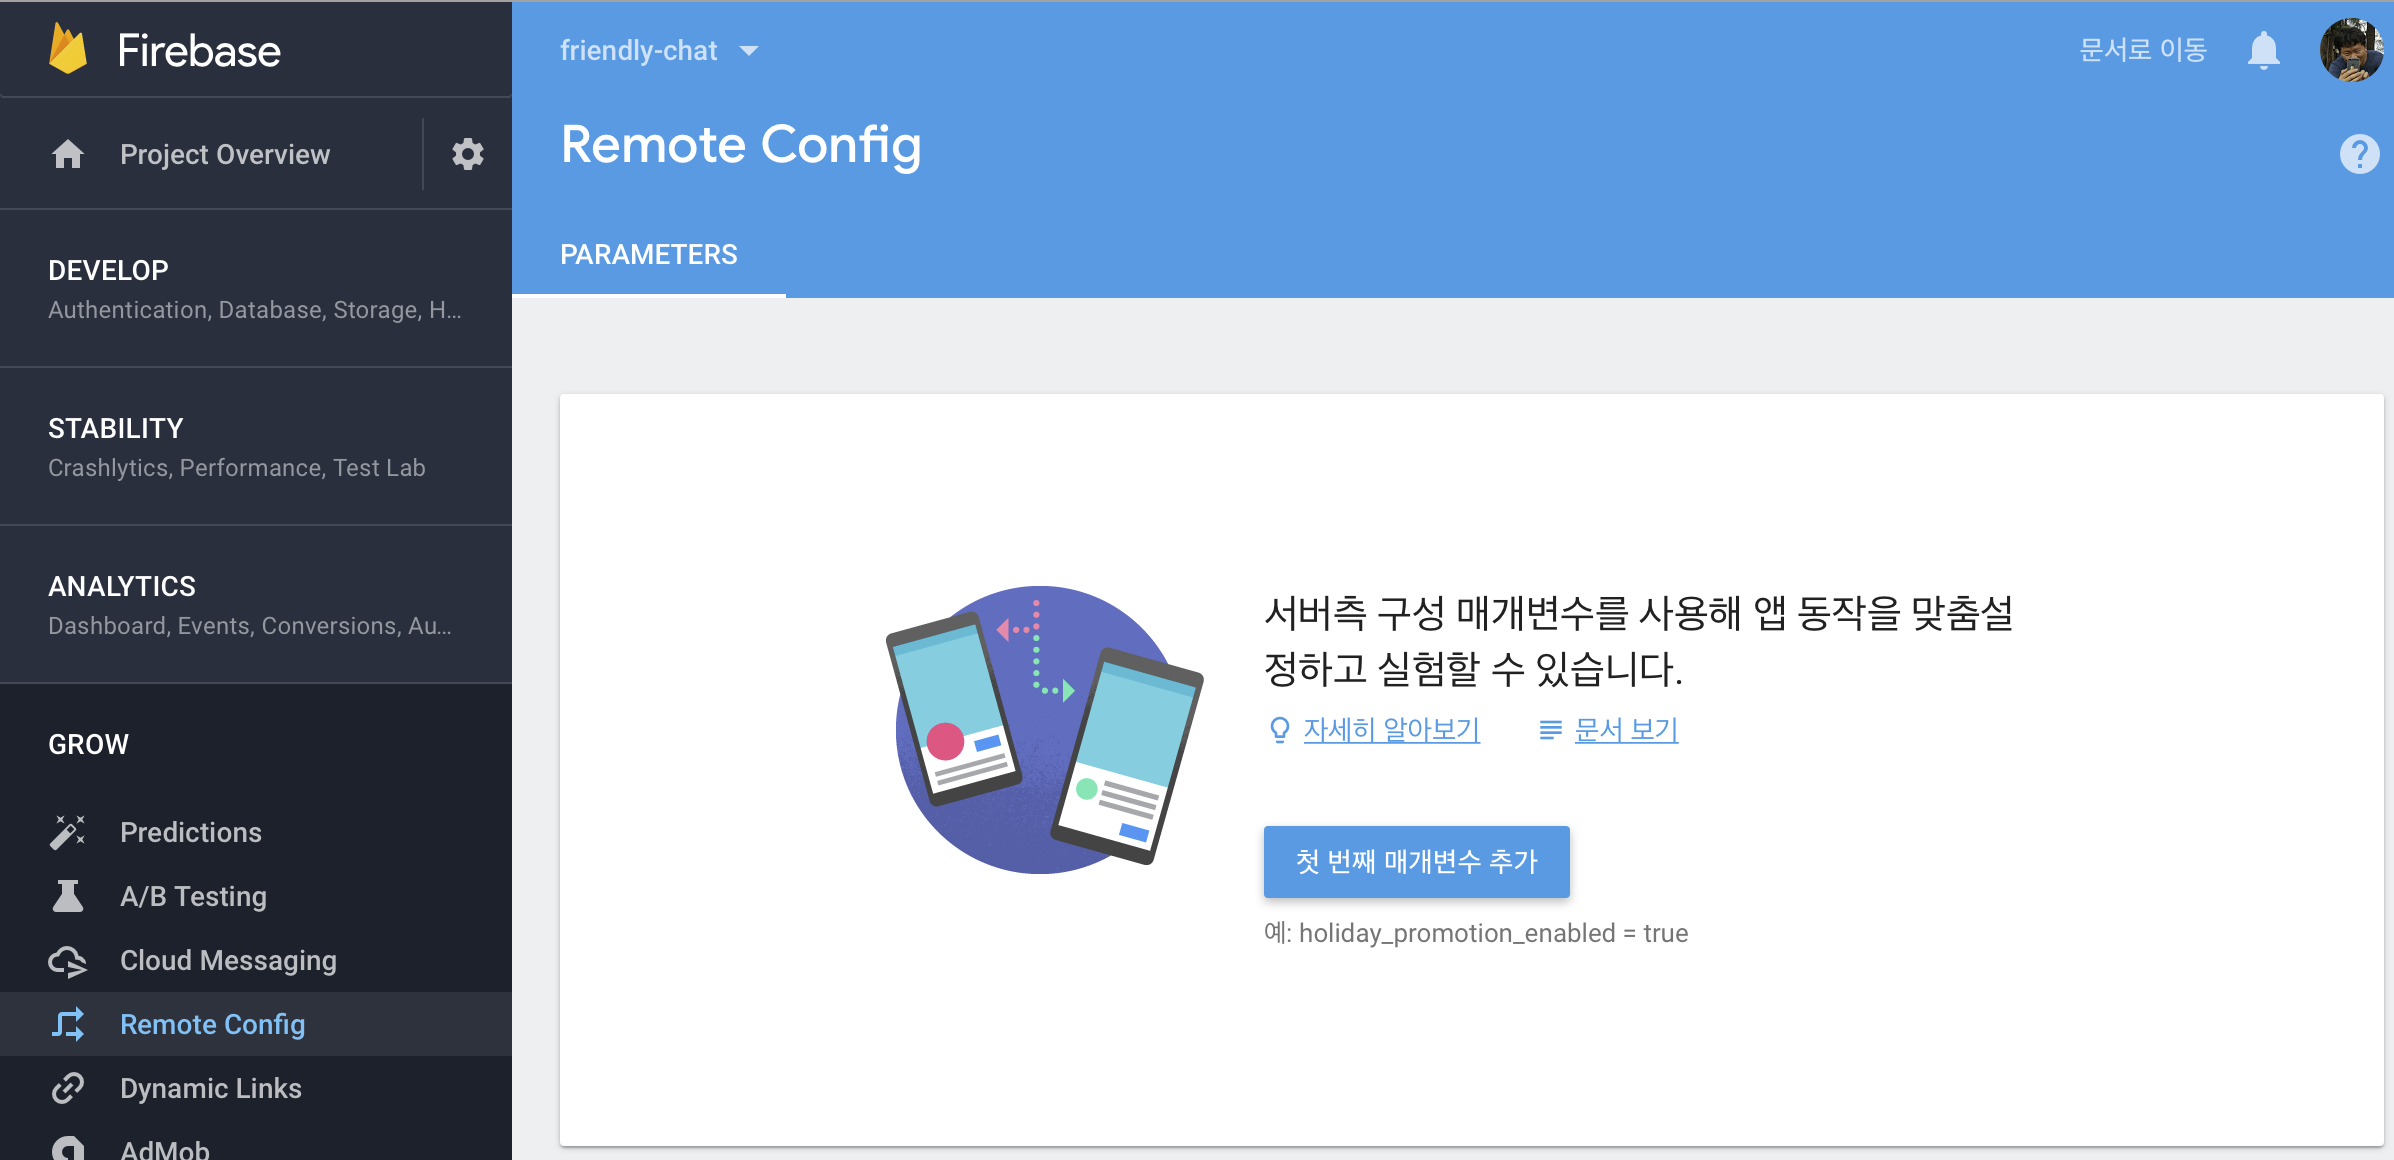 Firebase
Project Overview
DEVELOP
Authentication, Database, Storage, H...
STABILITY
Crashlytics, Performance, Test Lab
ANALYTICS
Dashboard, Events, Conversions, Au...
GROW
Predictions
A/B Testing
Cloud Messaging
Remote Config
Dynamic Links
AdMob
friendly-chat
문서로 이동
Remote Config
PARAMETERS
서버측 구성 매개변수를 사용해 앱 동작을 맞춤설
정하고 실험할 수 있습니다.
자세히 알아보기 문서 보기
첫 번째 매개변수 추가
예: holiday_promotion_enabled = true